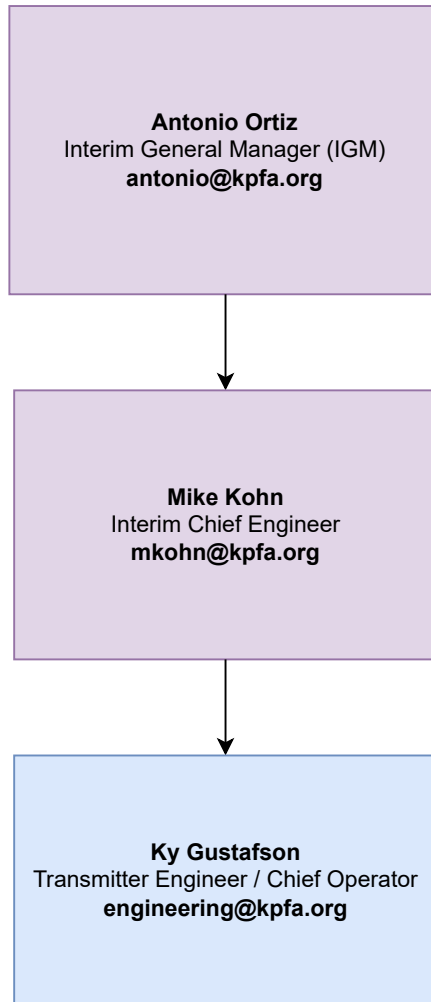 Antonio Ortiz
Interim General Manager (IGM)
antonio@kpfa.org
Mike Kohn
Interim Chief Engineer
mkohn@kpfa.org
Ky Gustafson
Transmitter Engineer / Chief Operator
engineering@kpfa.org